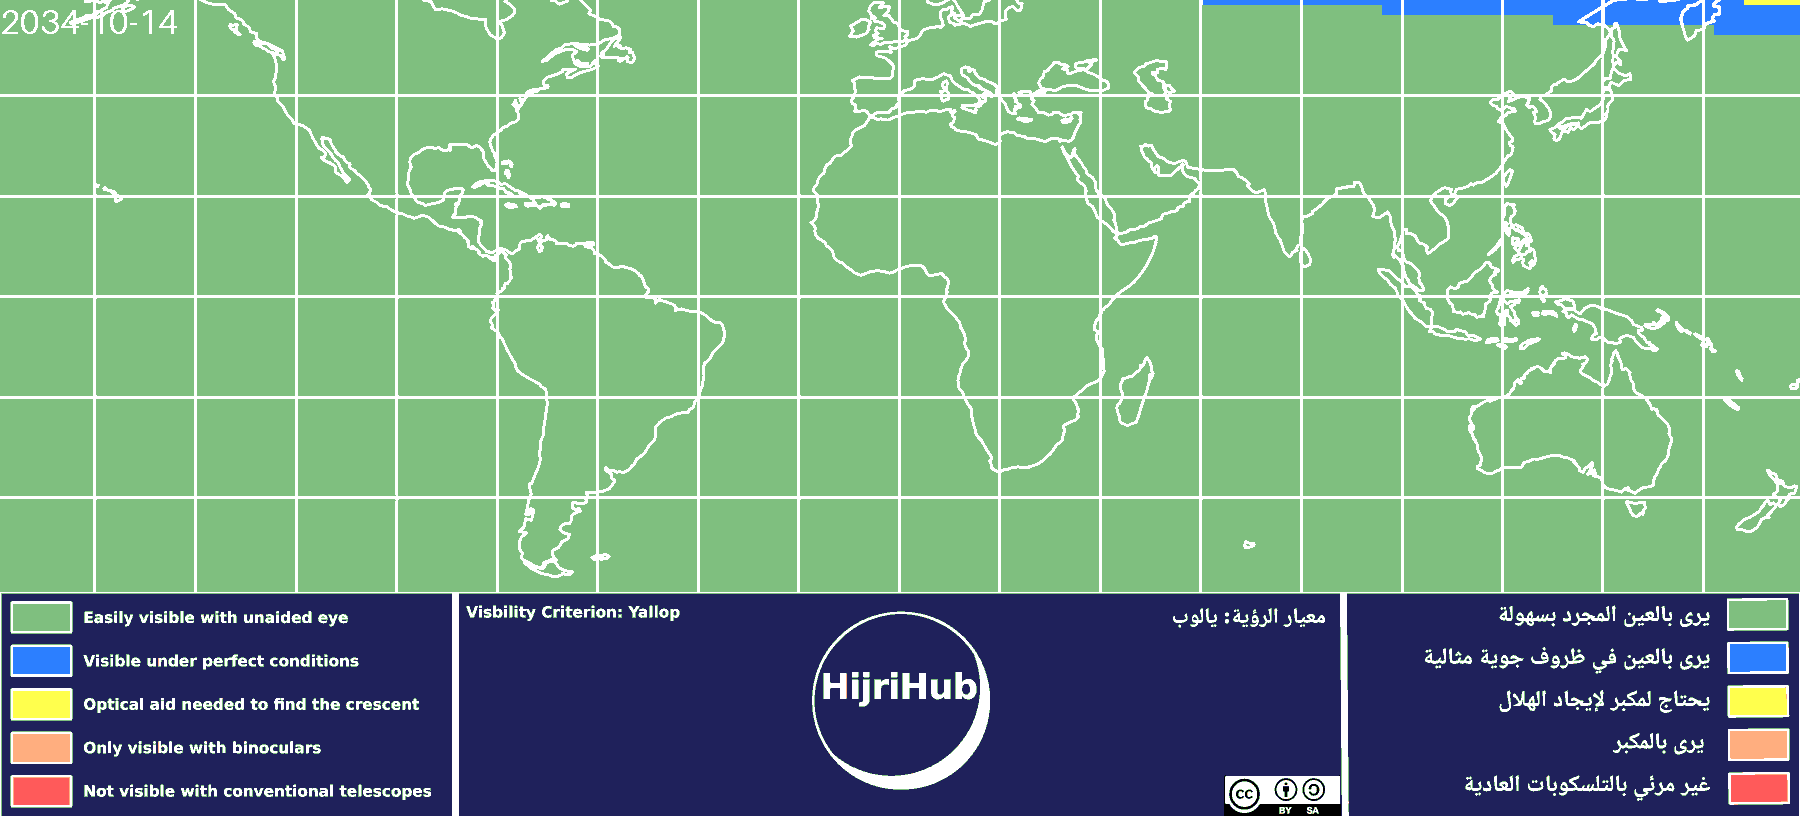 2034-10-14
Easily visible with unaided eye
Visible under perfect conditions
Optical aid needed to find the crescent
Only visible with binoculars
Not visible with conventional telescopes
Visbility Criterion: Yallop
معيار الرؤية: يالوب
HijriHub
cc
BY SA
يرى بالعين المجرد بسهولة
يرى بالعين في ظروف جوية مثالية
يحتاج لمكبر لإيجاد الهلال
يرى بالمكبر
غير مرئي بالتلسكوبات العادية